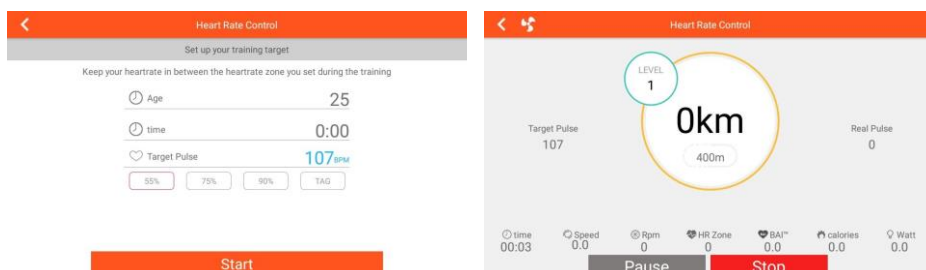 Heart Rate Control
Set up your training target
Keep your heartrate in between the heartrate zone you set during the training
Age 25
time 0:00
Target Pulse 107BPM
55% 75% 90% TAG
Start
Heart Rate Control
LEVEL
1
0km
400m
Target Pulse
107
Real Pulse
0
time Speed Rpm HR Zone BAI™ calories Watt
00:03 0.0 0 0 0.0 0.0 0.0
Pause Stop